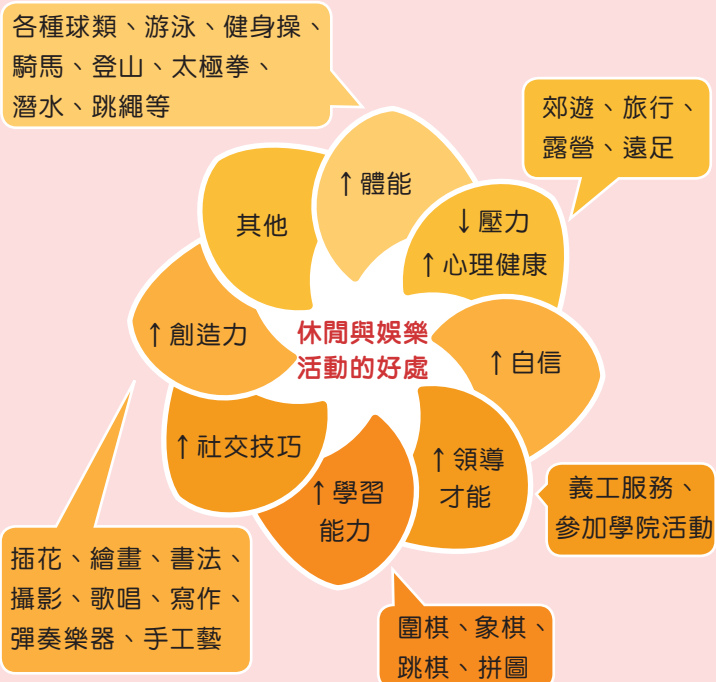 各種球類、游泳、健身操、
騎馬、登山、太極拳、
潛水、跳繩等
郊遊、旅行、
露營、遠足
↑體能
其他
↓壓力
↑心理健康
↑創造力
休閒與娛樂
活動的好處
↑自信
↑社交技巧
↑學習
能力
↑領導
才能
義工服務、
參加學院活動
插花、繪畫、書法、
攝影、歌唱、寫作、
彈奏樂器、手工藝
圍棋、象棋、
跳棋、拼圖